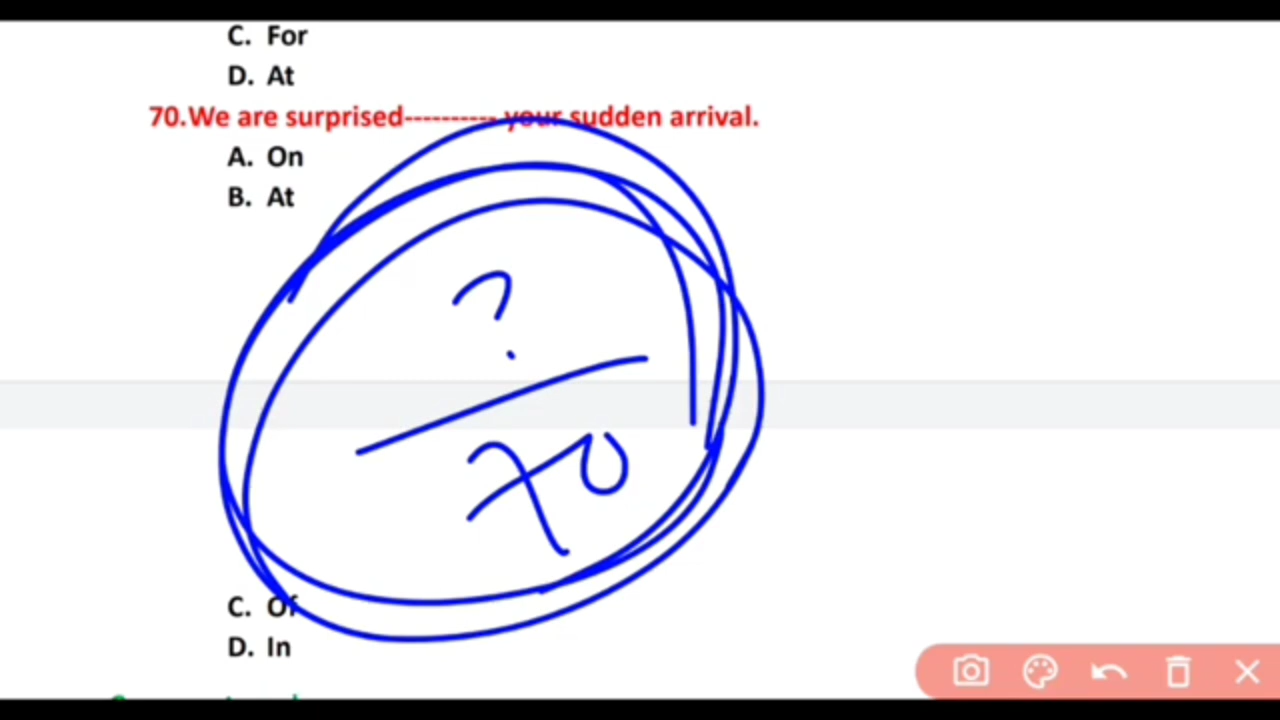 C. For
D. At
70.We are surprised---------- your sudden arrival.
A. On
B. At
?
70
C. Of
D. In